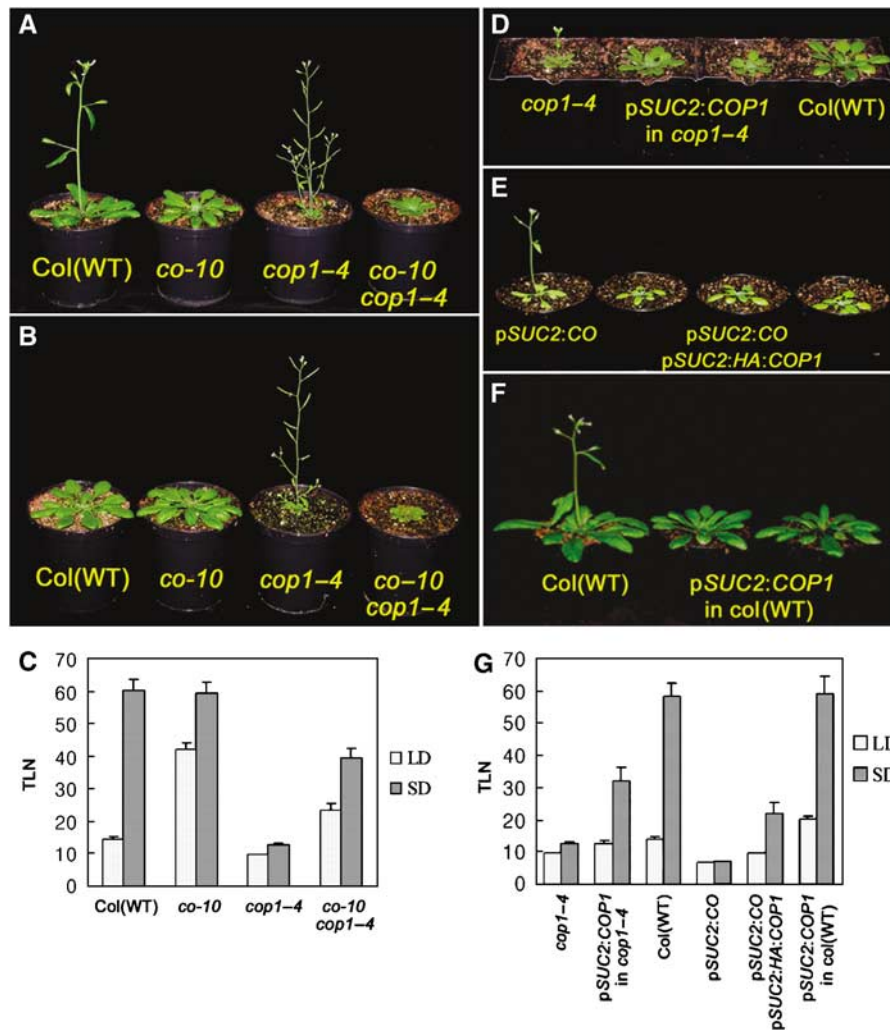 A
Col(WT) co-10 cop1-4 co-10
cop1-4
B
Col(WT) co-10 cop1-4 co-10
cop1-4
C
70
60
50
40
30
20
10
0
TLN
LD
SD
Col(WT) co-10 cop1-4 co-10
cop1-4
D
cop1-4 pSUC2:COP1 Col(WT)
in cop1-4
E
pSUC2:CO pSUC2:CO
pSUC2:HA:COP1
F
Col(WT) pSUC2:COP1
in col(WT)
G
70
60
50
40
30
20
10
0
TLN
LD
SD
cop1-4
pSUC2:COP1
in cop1-4
Col(WT)
pSUC2:CO
pSUC2:CO
pSUC2:HA:COP1
pSUC2:COP1
in col(WT)